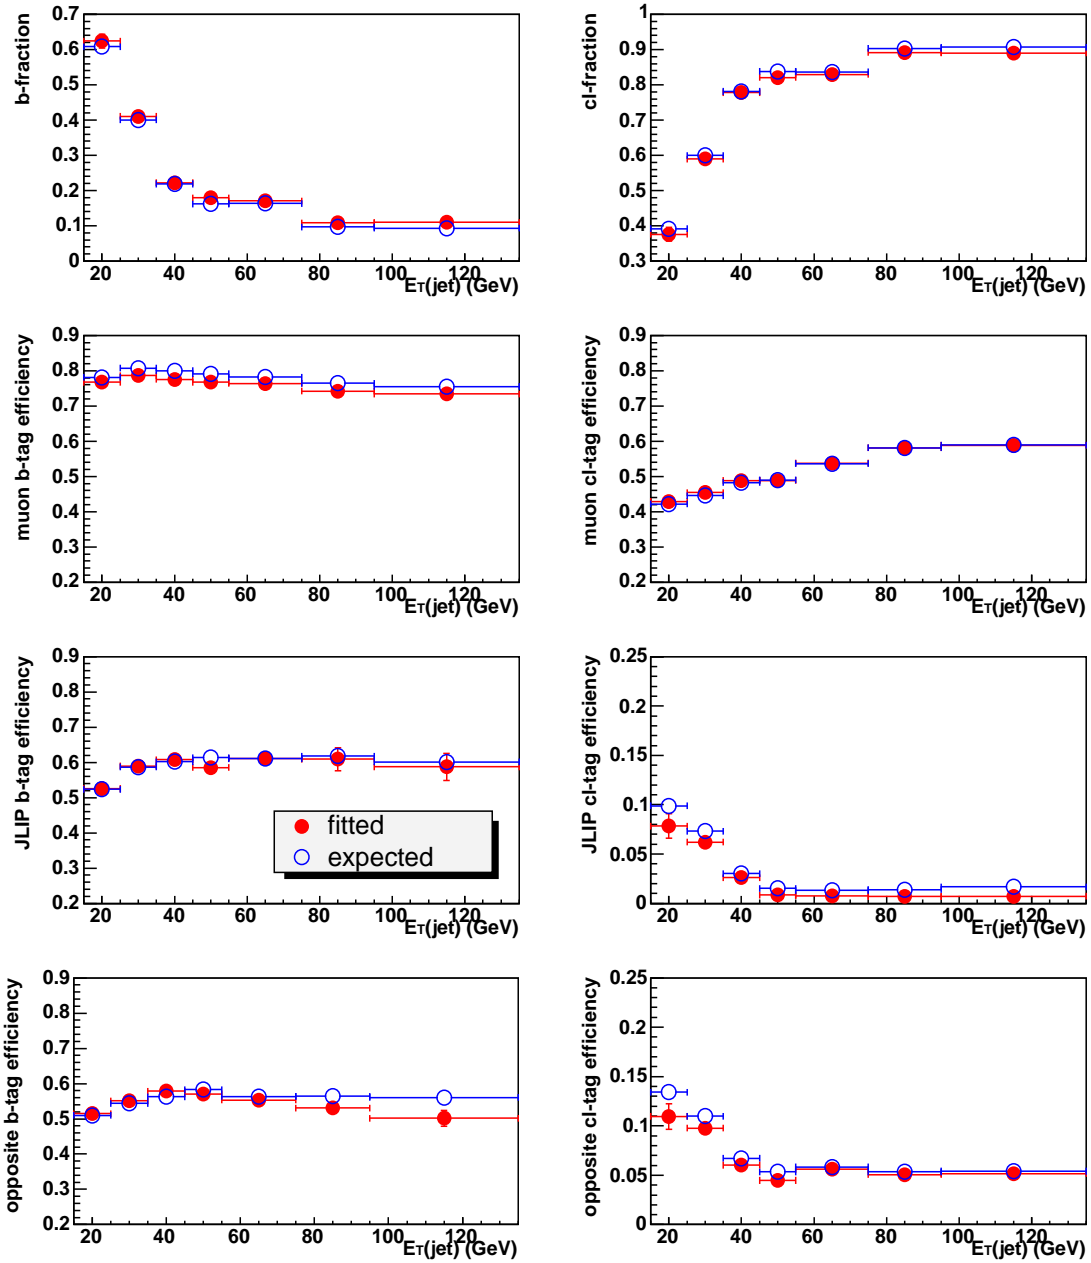 b-fraction
0.7
0.6
0.5
0.4
0.3
0.2
0.1
0
20 40 60 80 100 120
ET(jet) (GeV)
cl-fraction
1
0.9
0.8
0.7
0.6
0.5
0.4
0.3
20 40 60 80 100 120
ET(jet) (GeV)
muon b-tag efficiency
0.9
0.8
0.7
0.6
0.5
0.4
0.3
0.2
20 40 60 80 100 120
ET(jet) (GeV)
muon cl-tag efficiency
0.9
0.8
0.7
0.6
0.5
0.4
0.3
0.2
20 40 60 80 100 120
ET(jet) (GeV)
JLIP b-tag efficiency
0.9
0.8
0.7
0.6
0.5
0.4
0.3
0.2
fitted
expected
20 40 60 80 100 120
ET(jet) (GeV)
JLIP cl-tag efficiency
0.25
0.2
0.15
0.1
0.05
0
20 40 60 80 100 120
ET(jet) (GeV)
opposite b-tag efficiency
0.9
0.8
0.7
0.6
0.5
0.4
0.3
0.2
20 40 60 80 100 120
ET(jet) (GeV)
opposite cl-tag efficiency
0.25
0.2
0.15
0.1
0.05
0
20 40 60 80 100 120
ET(jet) (GeV)